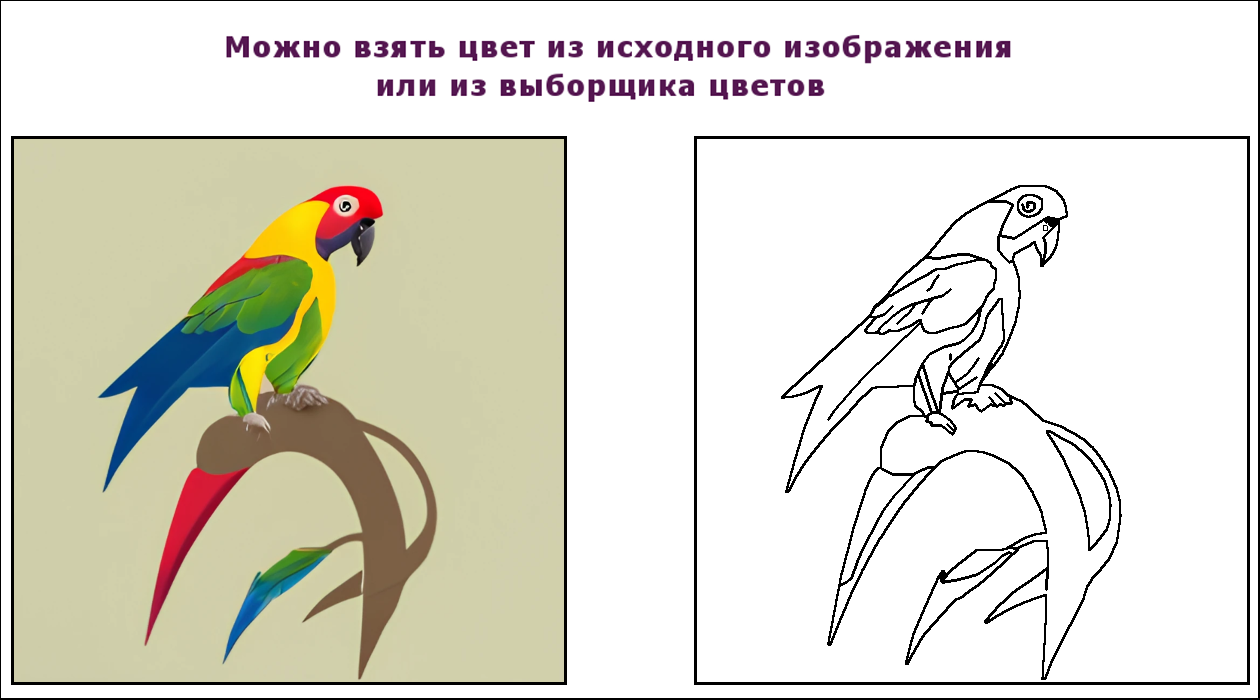 Можно взять цвет из исходного изображения
или из выборщика цветов